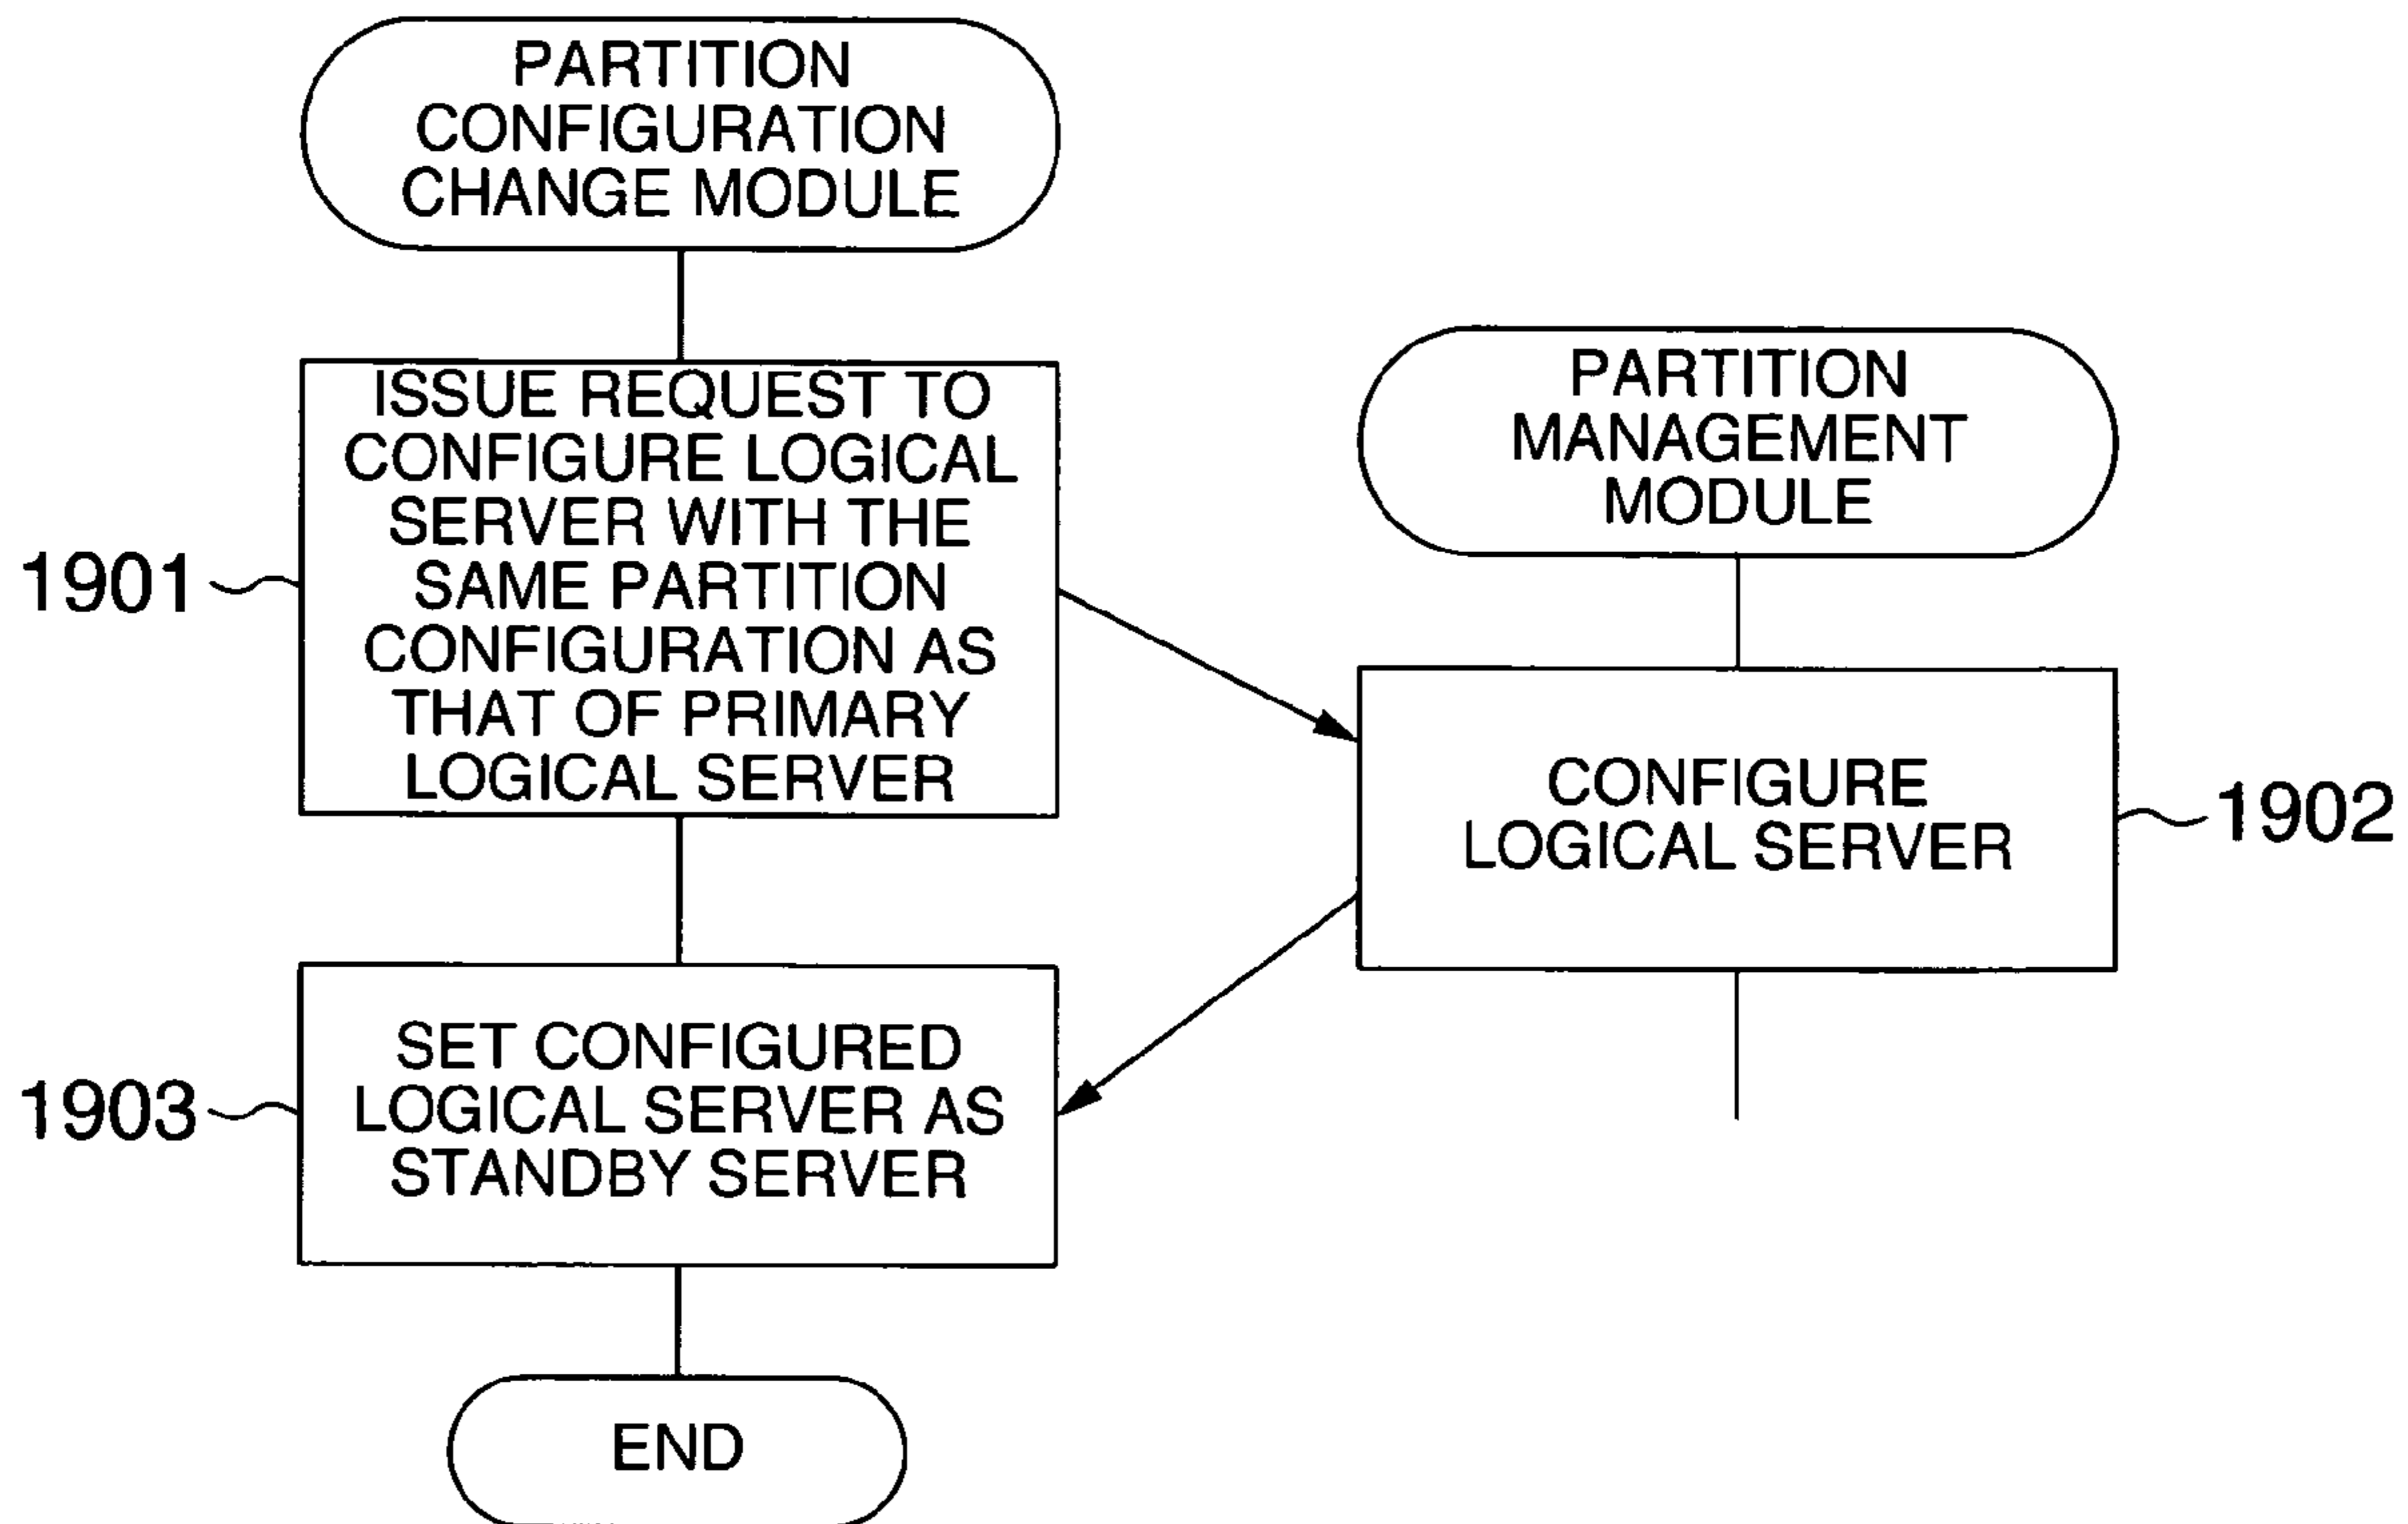 PARTITION
CONFIGURATION
CHANGE MODULE
ISSUE REQUEST TO
CONFIGURE LOGICAL
SERVER WITH THE
SAME PARTITION
CONFIGURATION AS
THAT OF PRIMARY
LOGICAL SERVER
1901
PARTITION
MANAGEMENT
MODULE
CONFIGURE
LOGICAL SERVER
1902
SET CONFIGURED
LOGICAL SERVER AS
STANDBY SERVER
1903
END